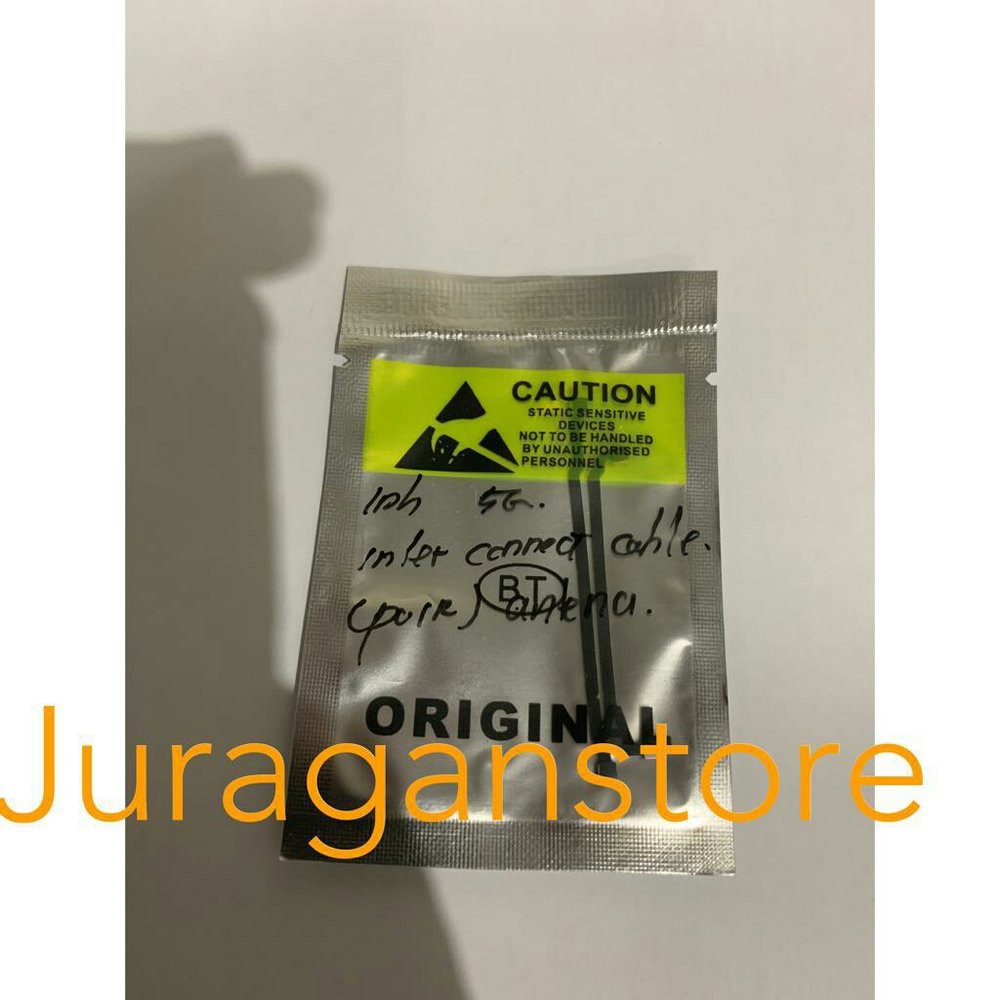 CAUTION
STATIC SENSITIVE
DEVICES
NOT TO BE HANDLED
BY UNAUTHORISED
PERSONNEL
iph 5G.
inter connect cable.
BT
(pair) antena.
ORIGINAL
Juraganstore